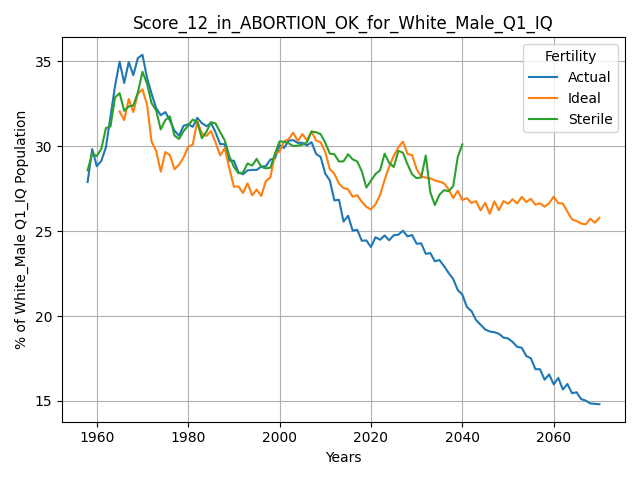 Score_12_in_ABORTION_OK_for_White_Male_Q1_IQ
Fertility
Actual
Ideal
Sterile
% of White_Male Q1_IQ Population
35
30
25
20
15
1960
1980
2000
2020
2040
2060
Years